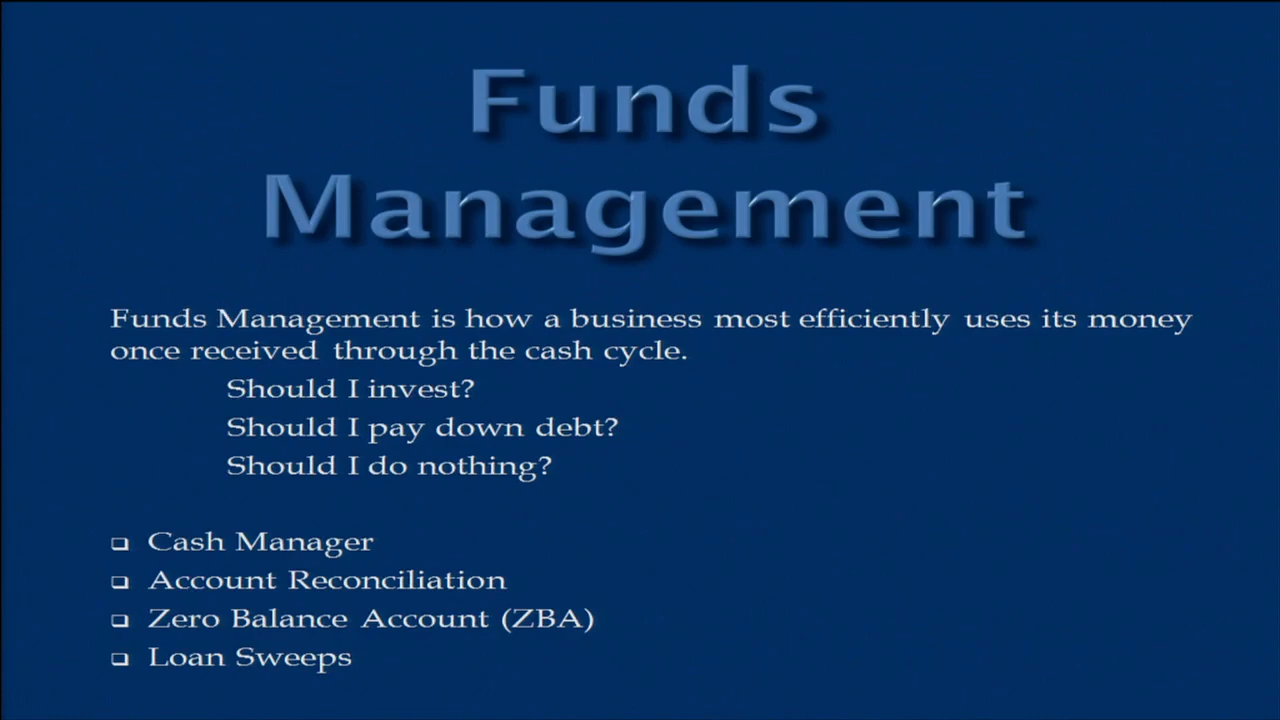 Funds
Management
Funds Management is how a business most efficiently uses its money
once received through the cash cycle.
Should I invest?
Should I pay down debt?
Should I do nothing?
❑ Cash Manager
❑ Account Reconciliation
❑ Zero Balance Account (ZBA)
❑ Loan Sweeps